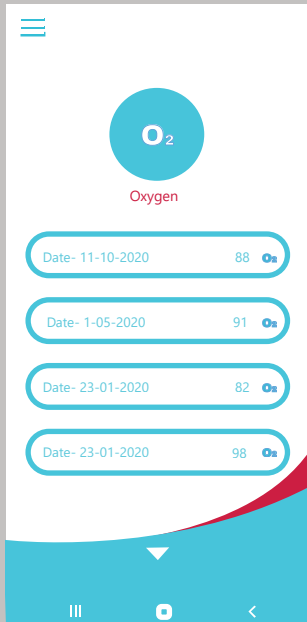 O₂
Oxygen
Date- 11-10-2020 88 O₂
Date- 1-05-2020 91 O₂
Date- 23-01-2020 82 O₂
Date- 23-01-2020 98 O₂